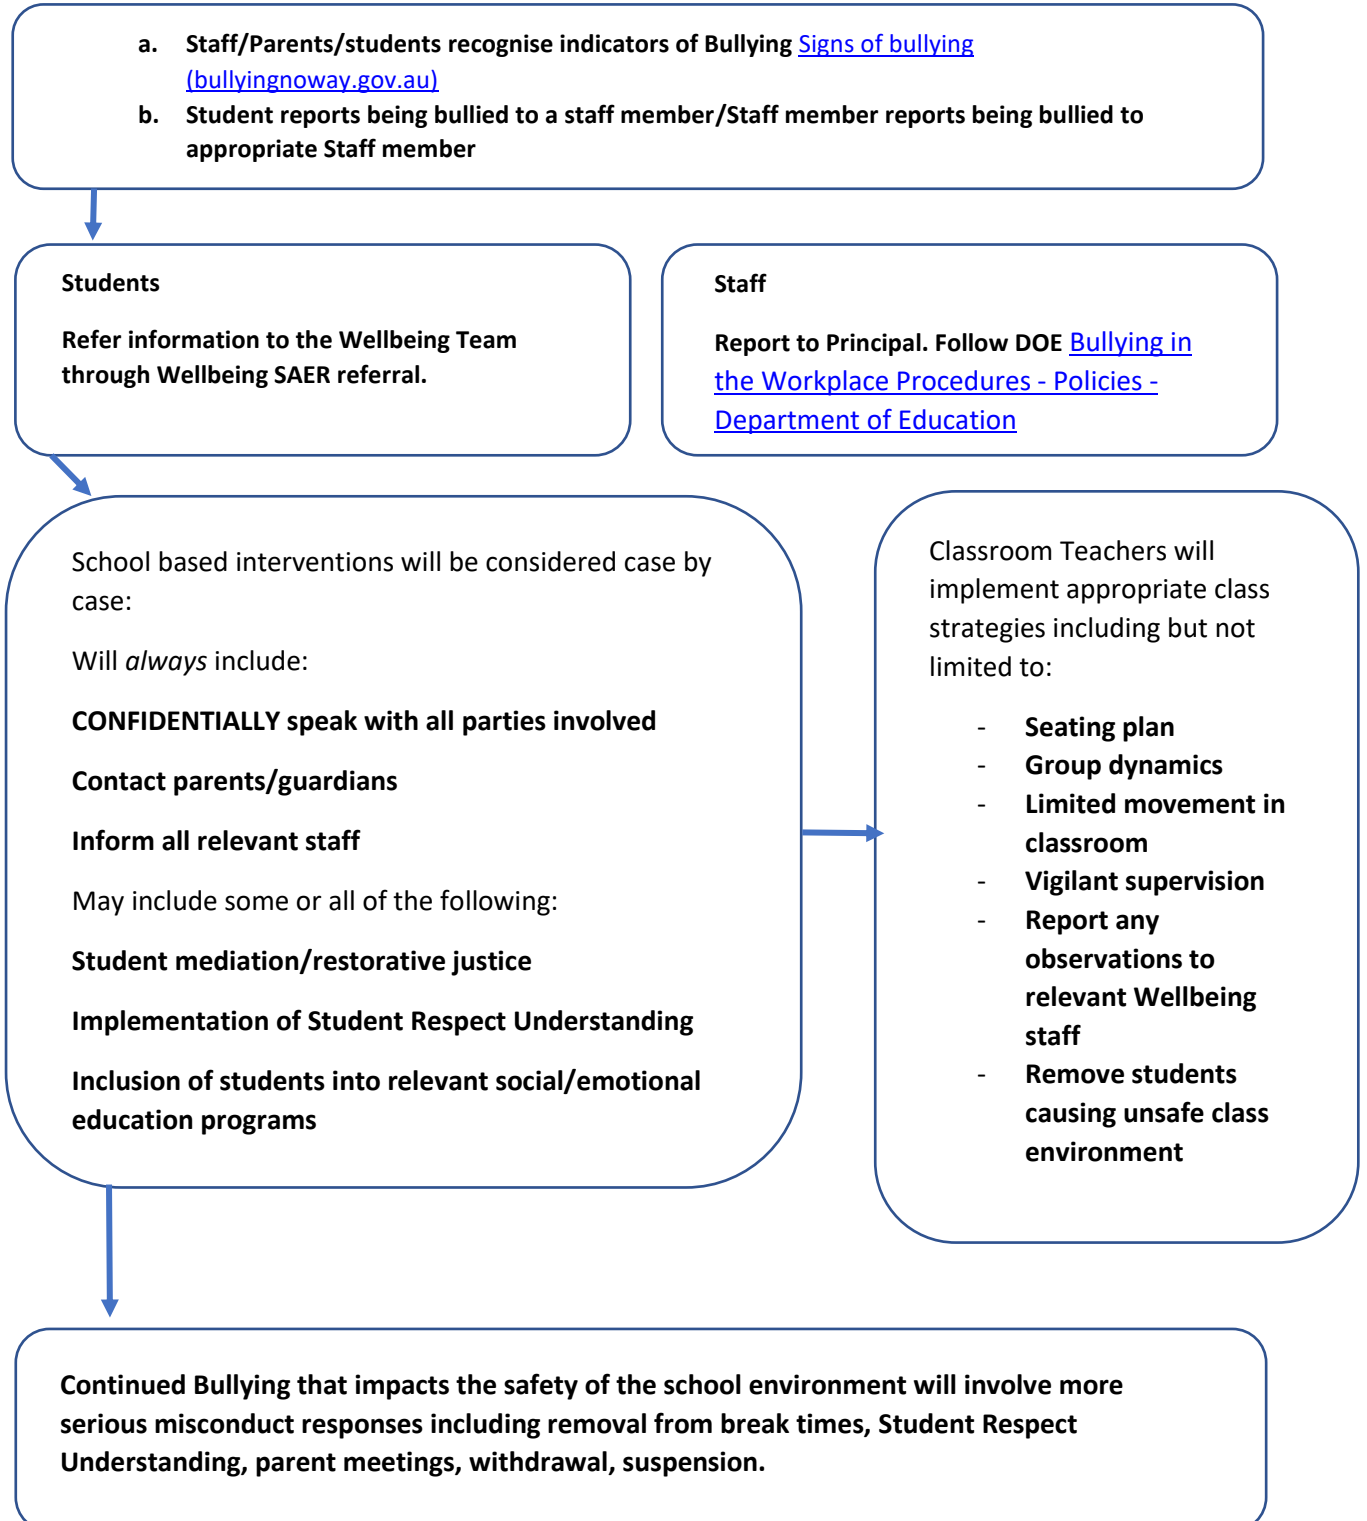 a. Staff/Parents/students recognise indicators of Bullying Signs of bullying
(bullyingnoway.gov.au)
b. Student reports being bullied to a staff member/Staff member reports being bullied to
appropriate Staff member
Students
Refer information to the Wellbeing Team
through Wellbeing SAER referral.
Staff
Report to Principal. Follow DOE Bullying in
the Workplace Procedures - Policies -
Department of Education
School based interventions will be considered case by
case:
Will always include:
CONFIDENTIALLY speak with all parties involved
Contact parents/guardians
Inform all relevant staff
May include some or all of the following:
Student mediation/restorative justice
Implementation of Student Respect Understanding
Inclusion of students into relevant social/emotional
education programs
Classroom Teachers will
implement appropriate class
strategies including but not
limited to:
- Seating plan
- Group dynamics
- Limited movement in
classroom
- Vigilant supervision
- Report any
observations to
relevant Wellbeing
staff
- Remove students
causing unsafe class
environment
Continued Bullying that impacts the safety of the school environment will involve more
serious misconduct responses including removal from break times, Student Respect
Understanding, parent meetings, withdrawal, suspension.